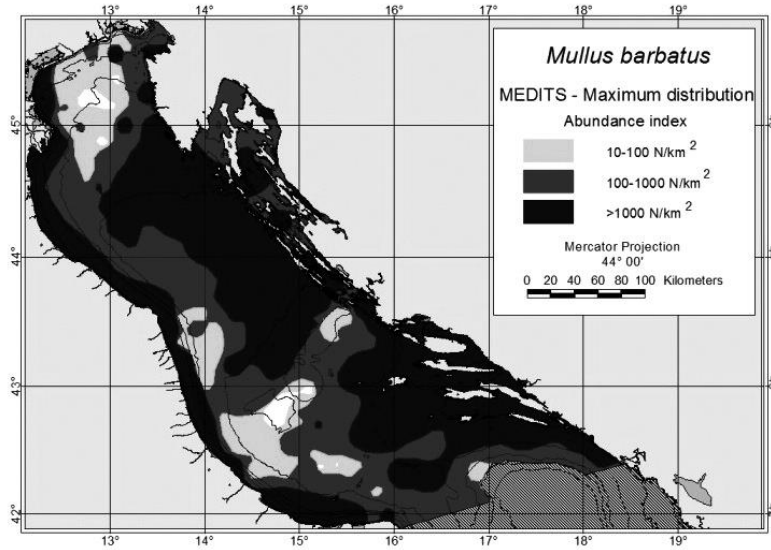 13° 14° 15° 16° 17° 18° 19°
Mullus barbatus
MEDITS - Maximum distribution
Abundance index
10-100 N/km 2
100-1000 N/km 2
>1000 N/km 2
Mercator Projection
44° 00'
0 20 40 60 80 100 Kilometers
45°
44°
43°
42°
13° 14° 15° 16° 17° 18° 19°